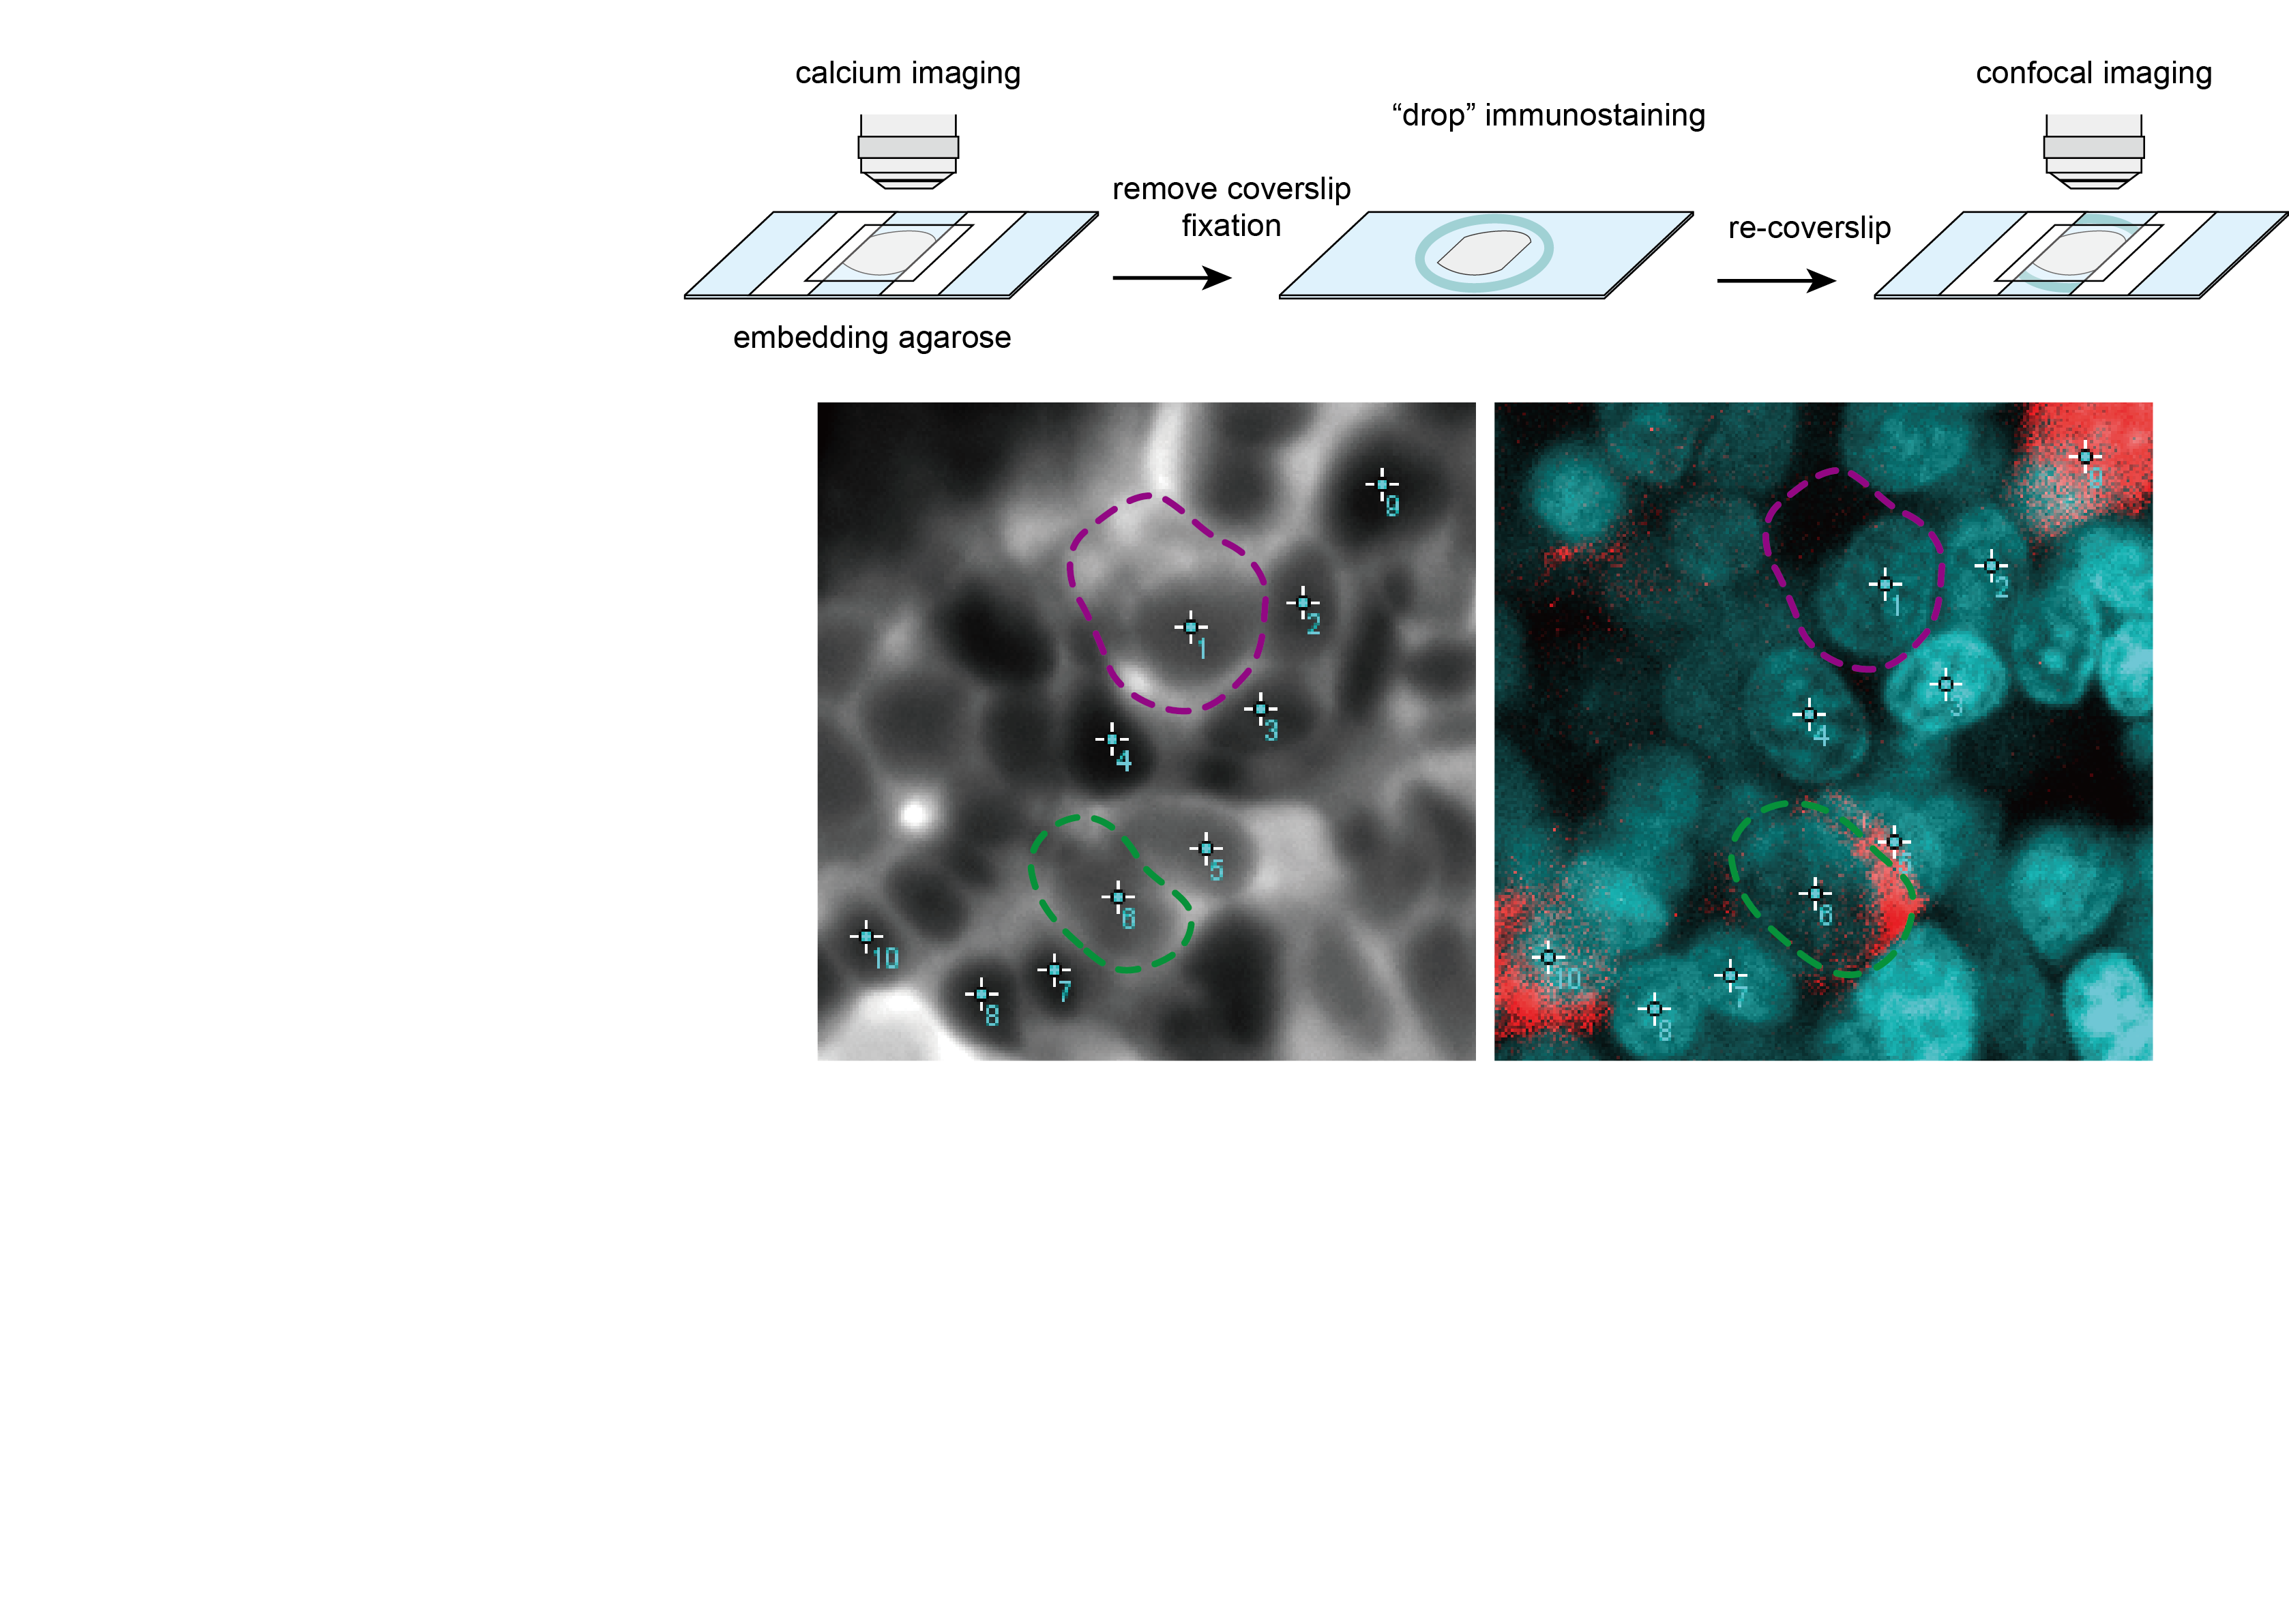 calcium imaging
confocal imaging
“drop” immunostaining
remove coverslip
fixation
re-coverslip
embedding agarose
9
2
1
3
4
5
6
10
7
8
9
2
1
3
4
5
6
10
7
8